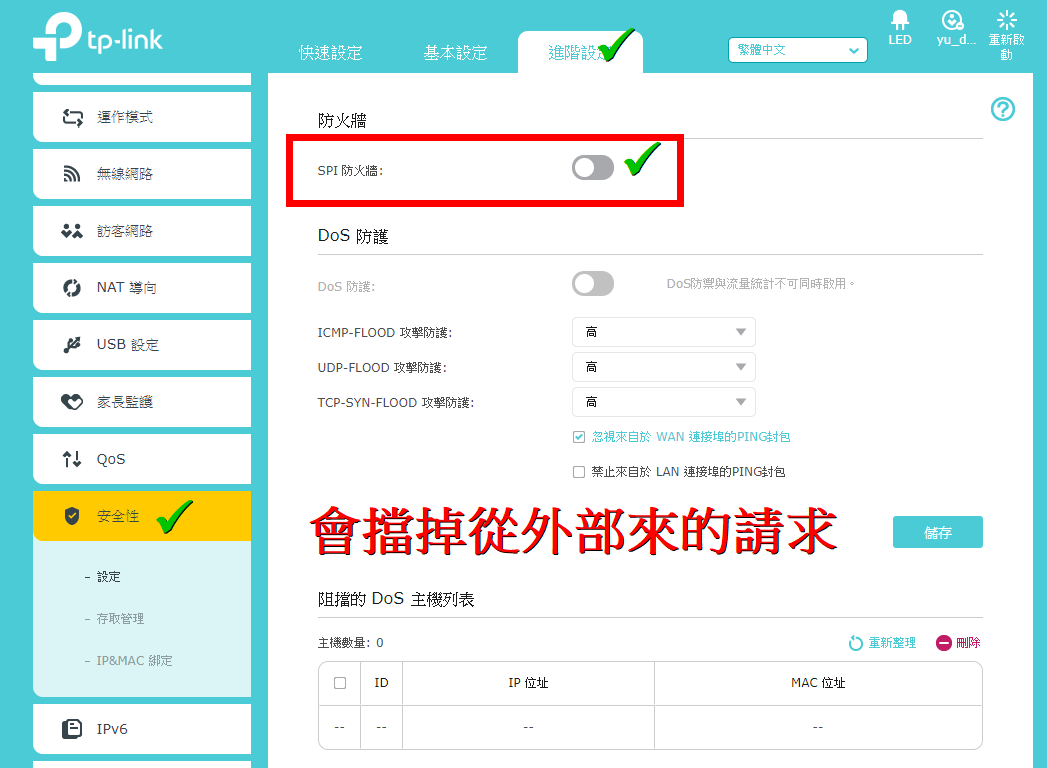 tp-link
快速設定
基本設定
進階設定
繁體中文
LED
yu_d...
重新啟動
運作模式
無線網路
訪客網路
NAT 導向
USB 設定
家長監護
QoS
安全性
- 設定
- 存取管理
- IP&MAC 綁定
IPv6
防火牆
SPI 防火牆:
DoS 防護
DoS 防護:
DoS防禦與流量統計不可同時啟用。
ICMP-FLOOD 攻擊防護: 高
UDP-FLOOD 攻擊防護: 高
TCP-SYN-FLOOD 攻擊防護: 高
忽視來自於 WAN 連接埠的PING封包
禁止來自於 LAN 連接埠的PING封包
會擋掉從外部來的請求
儲存
阻擋的 DoS 主機列表
主機數量: 0
重新整理
刪除
ID IP 位址 MAC 位址
-- -- -- --